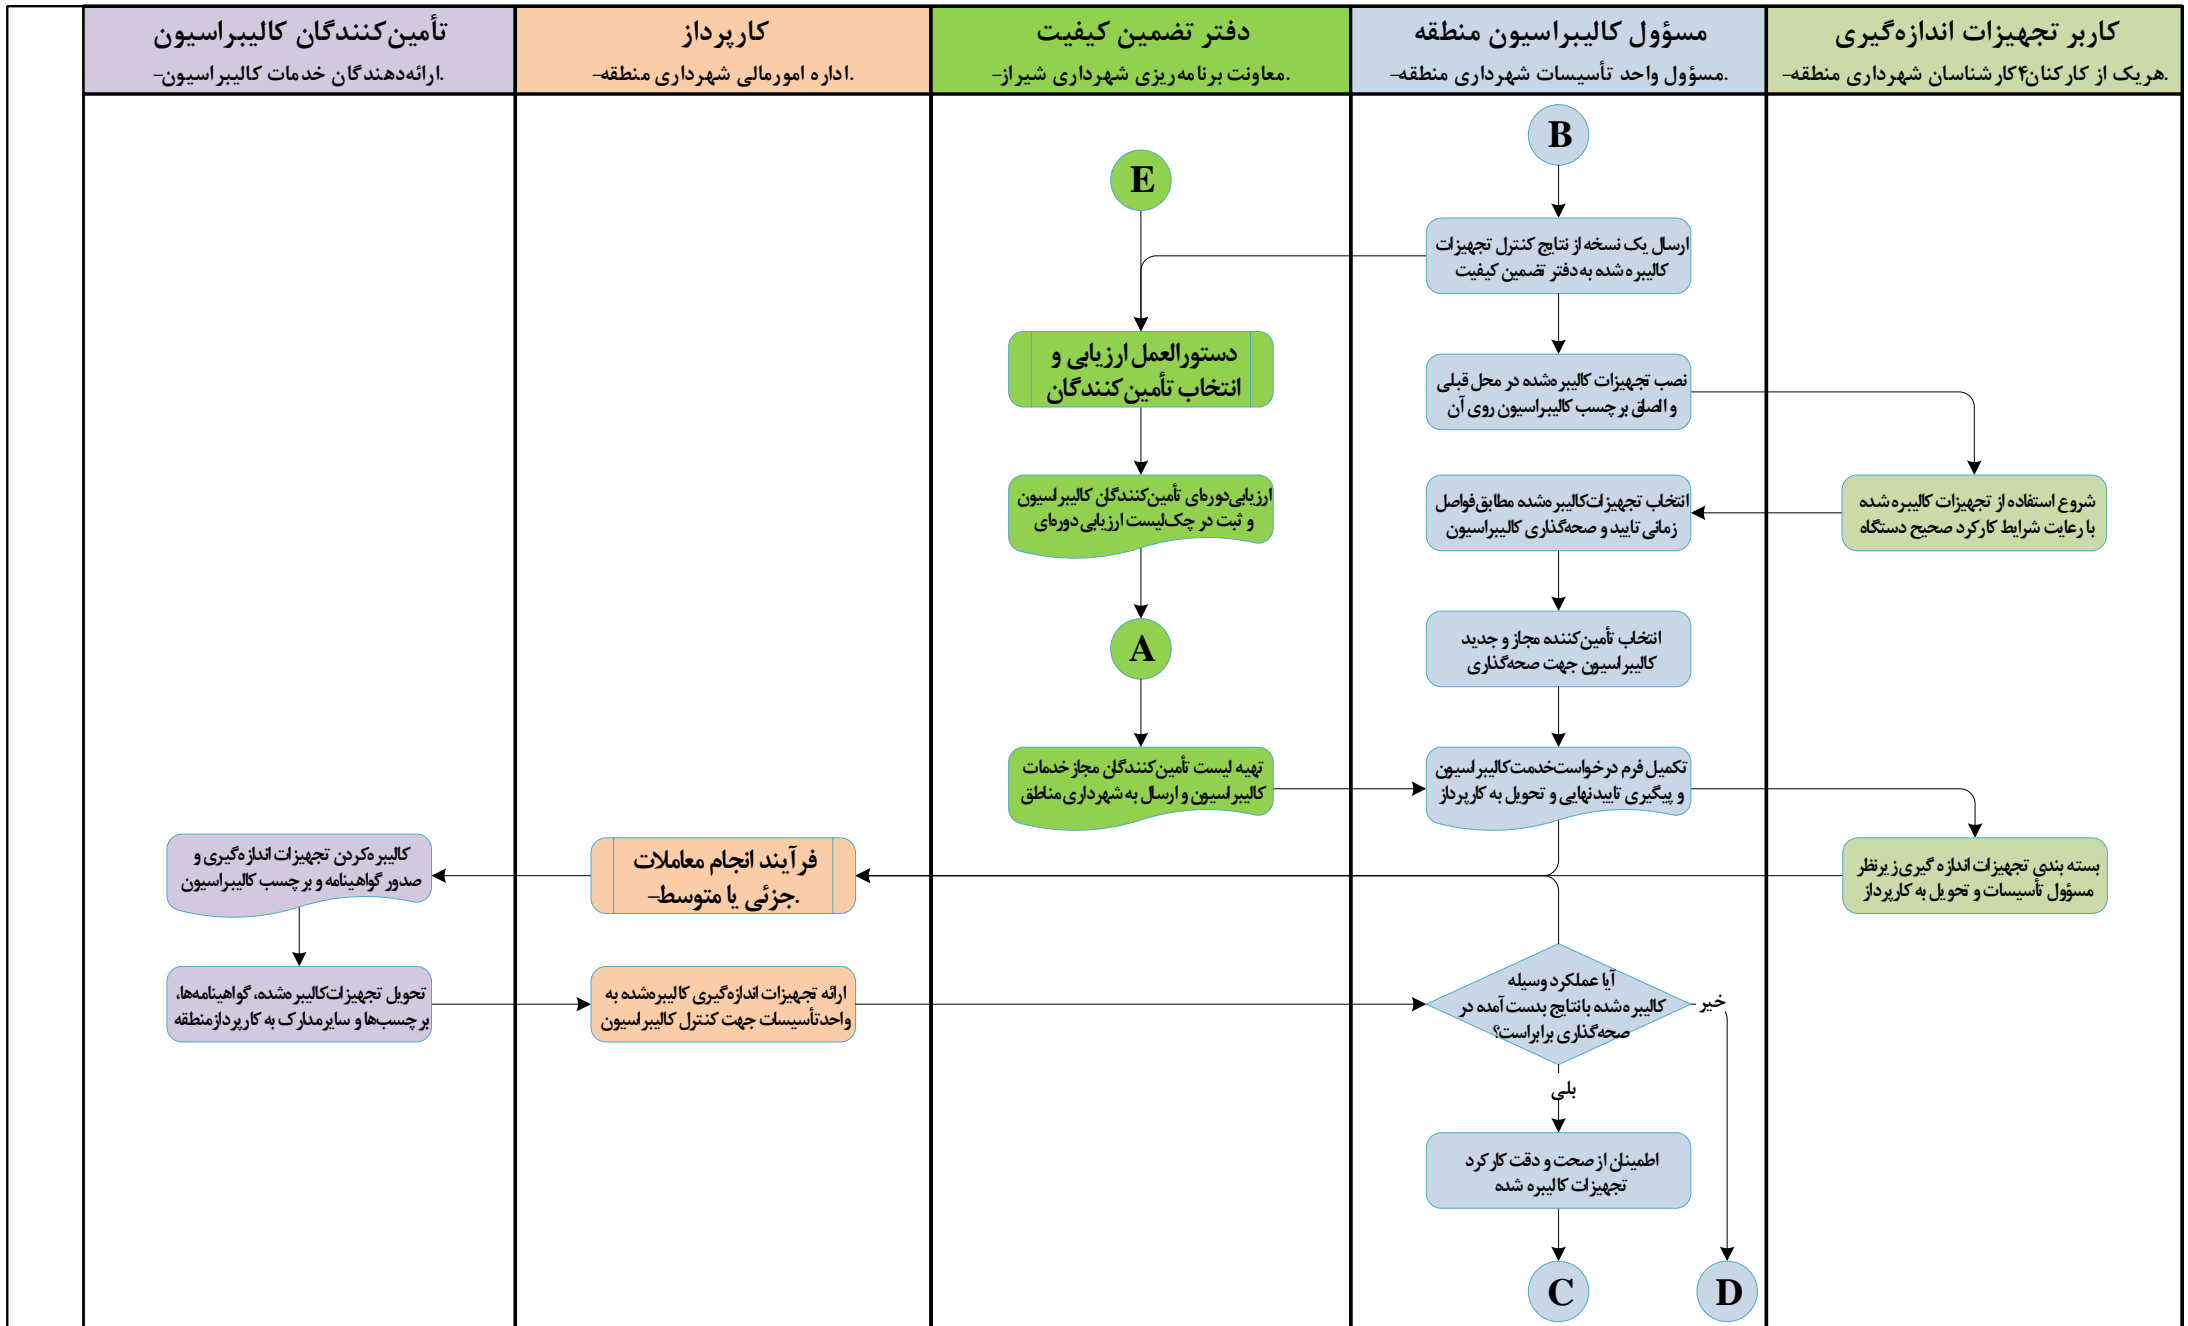 کاربر تجهیزات اندازه‌گیری
.هریک از کارکنان۴کارشناسان شهرداری منطقه–
مسؤول کالیبراسیون منطقه
.مسؤول واحد تأسیسات شهرداری منطقه–
دفتر تضمین کیفیت
.معاونت برنامه‌ریزی شهرداری شیراز–
کارپرداز
.اداره امورمالی شهرداری منطقه–
تأمین‌کنندگان کالیبراسیون
.ارائه‌دهندگان خدمات کالیبراسیون–
B
E
ارسال یک نسخه از نتایج کنترل تجهیزات
کالیبره شده به دفتر تضمین کیفیت
دستورالعمل ارزیابی و
انتخاب تأمین‌کنندگان
نصب تجهیزات کالیبره‌شده در محل قبلی
و الصاق برچسب کالیبراسیون روی آن
شروع استفاده از تجهیزات کالیبره شده
با رعایت شرایط کارکرد صحیح دستگاه
انتخاب تجهیزات‌کالیبره‌شده مطابق‌فواصل
زمانی تایید و صحه‌گذاری کالیبراسیون
ارزیابی‌دوره‌ای تأمین‌کنندگان کالیبراسیون
و ثبت در چک‌لیست ارزیابی‌دوره‌ای
انتخاب تأمین‌کننده مجاز و جدید
کالیبراسیون جهت صحه‌گذاری
A
تکمیل فرم درخواست‌خدمت‌کالیبراسیون
و پیگیری تاییدنهایی و تحویل به کارپرداز
تهیه لیست تأمین‌کنندگان مجاز خدمات
کالیبراسیون و ارسال به شهرداری مناطق
بسته بندی تجهیزات اندازه گیری‌زیرنظر
مسؤول تأسیسات و تحویل به کارپرداز
فرآیند انجام معاملات
.جزئی یا متوسط–
کالیبره‌کردن تجهیزات اندازه‌گیری و
صدور گواهینامه و برچسب کالیبراسیون
آیا عملکرد وسیله
کالیبره‌شده بانتایج بدست آمده در
صحه‌گذاری برابراست؟
خیر
ارائه تجهیزات اندازه‌گیری کالیبره‌شده به
واحدتأسیسات جهت کنترل کالیبراسیون
تحویل تجهیزات‌کالیبره‌شده، گواهینامه‌ها،
برچسب‌ها و سایرمدارک به کارپردازمنطقه
بلی
اطمینان از صحت و دقت کارکرد
تجهیزات کالیبره شده
D
C